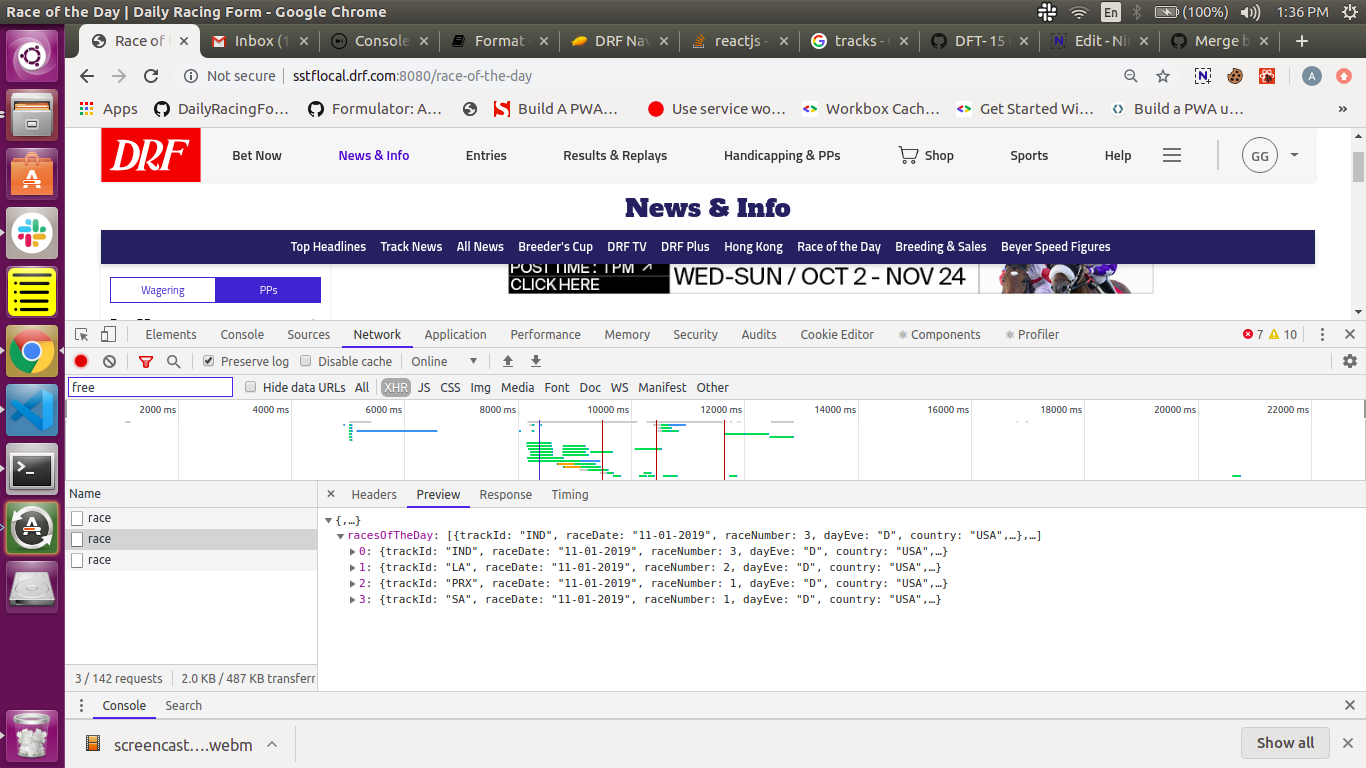 Race of the Day | Daily Racing Form - Google Chrome
En
(100%)
1:36 PM
Race of
Inbox (1
Console
Format
DRF Nav
reactjs -
tracks -
DFT- 15
Edit - Ni
Merge b
Not secure | sstflocal.drf.com:8080/race-of-the-day
A
Apps
DailyRacingFo…
Formulator: A…
Build A PWA…
Use service wo…
Workbox Cach…
Get Started Wi…
Build a PWA u…
»
DRF
Bet Now
News & Info
Entries
Results & Replays
Handicapping & PPs
Shop
Sports
Help
GG
News & Info
Top Headlines
Track News
All News
Breeder's Cup
DRF TV
DRF Plus
Hong Kong
Race of the Day
Breeding & Sales
Beyer Speed Figures
Wagering
PPs
POST TIME: 1 PM
CLICK HERE
WED-SUN / OCT 2 - NOV 24
Elements
Console
Sources
Network
Application
Performance
Memory
Security
Audits
Cookie Editor
Components
Profiler
7
10
Preserve log
Disable cache
Online
free
Hide data URLs
All
XHR
JS
CSS
Img
Media
Font
Doc
WS
Manifest
Other
2000 ms
4000 ms
6000 ms
8000 ms
10000 ms
12000 ms
14000 ms
16000 ms
18000 ms
20000 ms
22000 ms
Name
Headers
Preview
Response
Timing
race
race
race
{,…}
racesOfTheDay: [{trackId: "IND", raceDate: "11-01-2019", raceNumber: 3, dayEve: "D", country: "USA",…},…]
0: {trackId: "IND", raceDate: "11-01-2019", raceNumber: 3, dayEve: "D", country: "USA",…}
1: {trackId: "LA", raceDate: "11-01-2019", raceNumber: 2, dayEve: "D", country: "USA",…}
2: {trackId: "PRX", raceDate: "11-01-2019", raceNumber: 1, dayEve: "D", country: "USA",…}
3: {trackId: "SA", raceDate: "11-01-2019", raceNumber: 1, dayEve: "D", country: "USA",…}
3 / 142 requests
2.0 KB / 487 KB transferr
Console
Search
screencast….webm
Show all